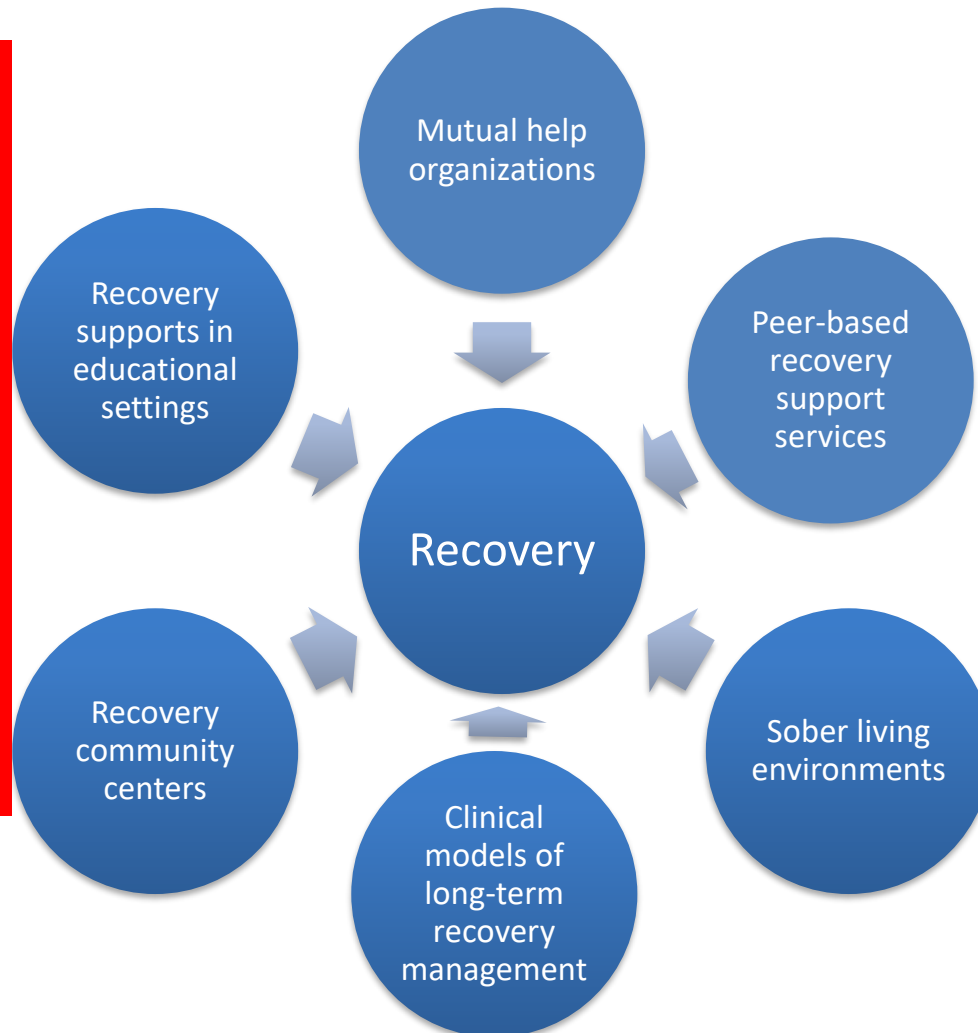 Mutual help
organizations
Recovery
supports in
educational
settings
Peer-based
recovery
support
services
Recovery
Recovery
community
centers
Sober living
environments
Clinical
models of
long-term
recovery
management